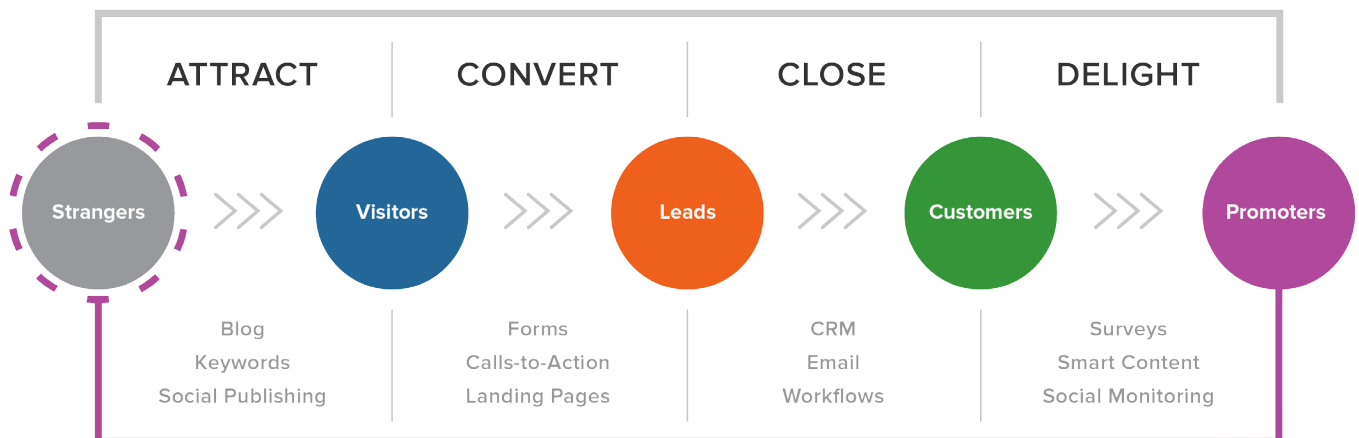 ATTRACT
CONVERT
CLOSE
DELIGHT
Strangers
Visitors
Leads
Customers
Promoters
Blog
Keywords
Social Publishing
Forms
Calls-to-Action
Landing Pages
CRM
Email
Workflows
Surveys
Smart Content
Social Monitoring